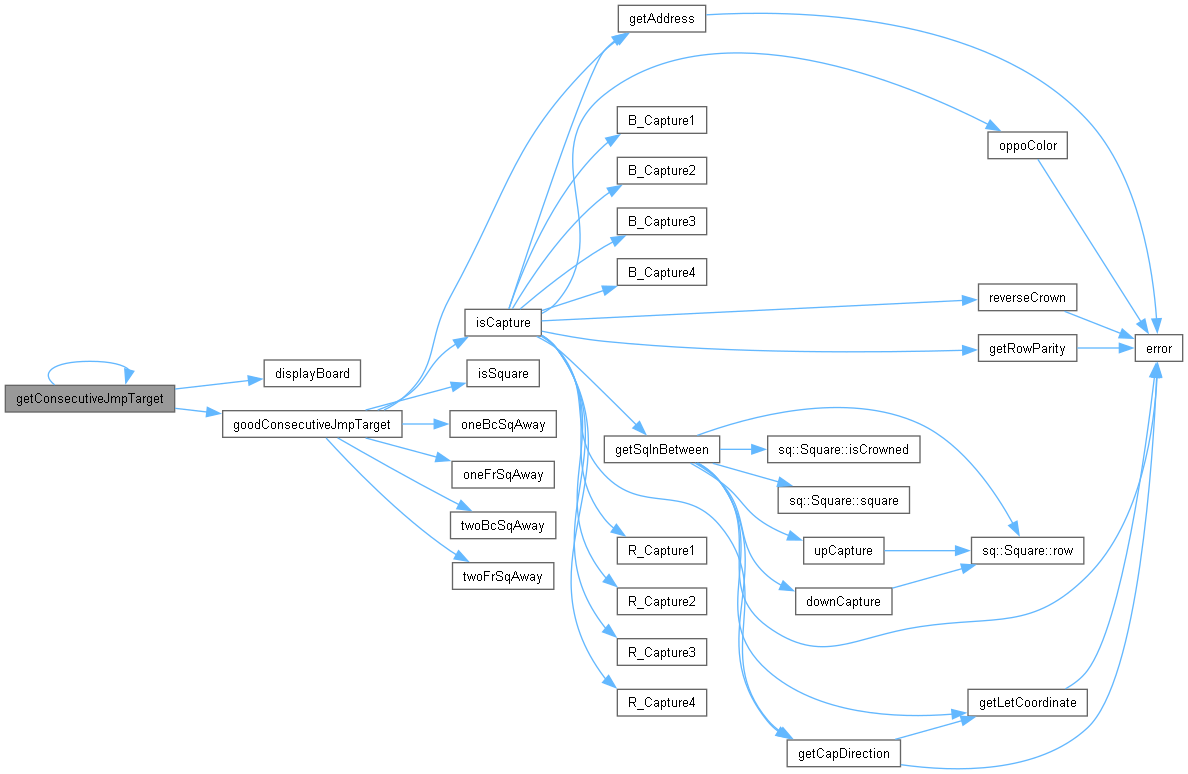 getAddress
B_Capture1
oppoColor
B_Capture2
B_Capture3
B_Capture4
reverseCrown
isCapture
getRowParity
error
displayBoard
isSquare
getConsecutiveJmpTarget
goodConsecutiveJmpTarget
oneBcSqAway
getSqInBetween
sq::Square::isCrowned
oneFrSqAway
sq::Square::square
twoBcSqAway
R_Capture1
upCapture
sq::Square::row
twoFrSqAway
R_Capture2
downCapture
R_Capture3
R_Capture4
getLetCoordinate
getCapDirection